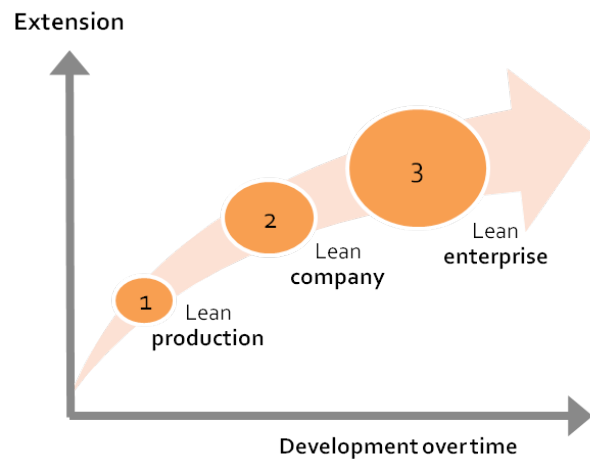 Extension
3
2
Lean
enterprise
Lean
company
1
Lean
production
Development over time